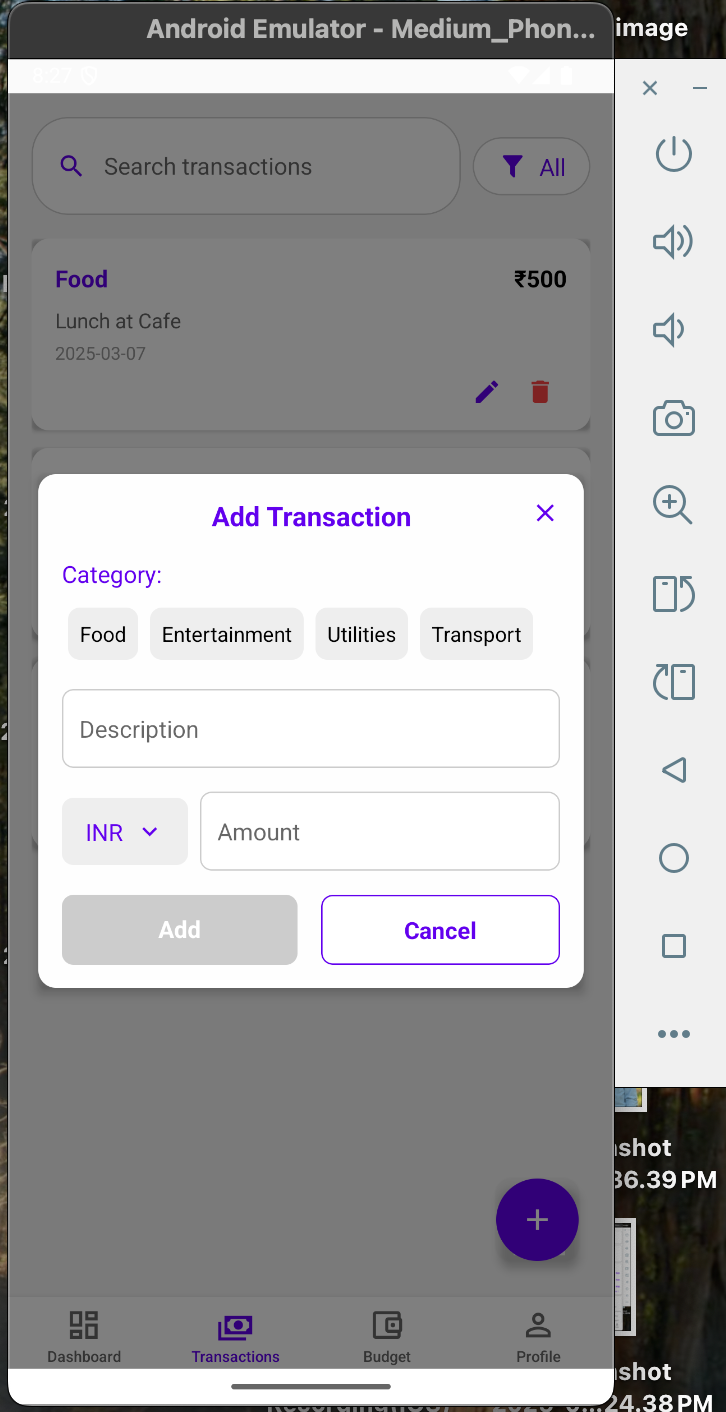 Android Emulator - Medium_Phon...
image
8:27
Search transactions
All
Food
₹500
Lunch at Cafe
2025-03-07
Add Transaction
Category:
Food
Entertainment
Utilities
Transport
Description
INR
Amount
Add
Cancel
Dashboard
Transactions
Budget
Profile
nshot
36.39 PM
nshot
24.38 PM